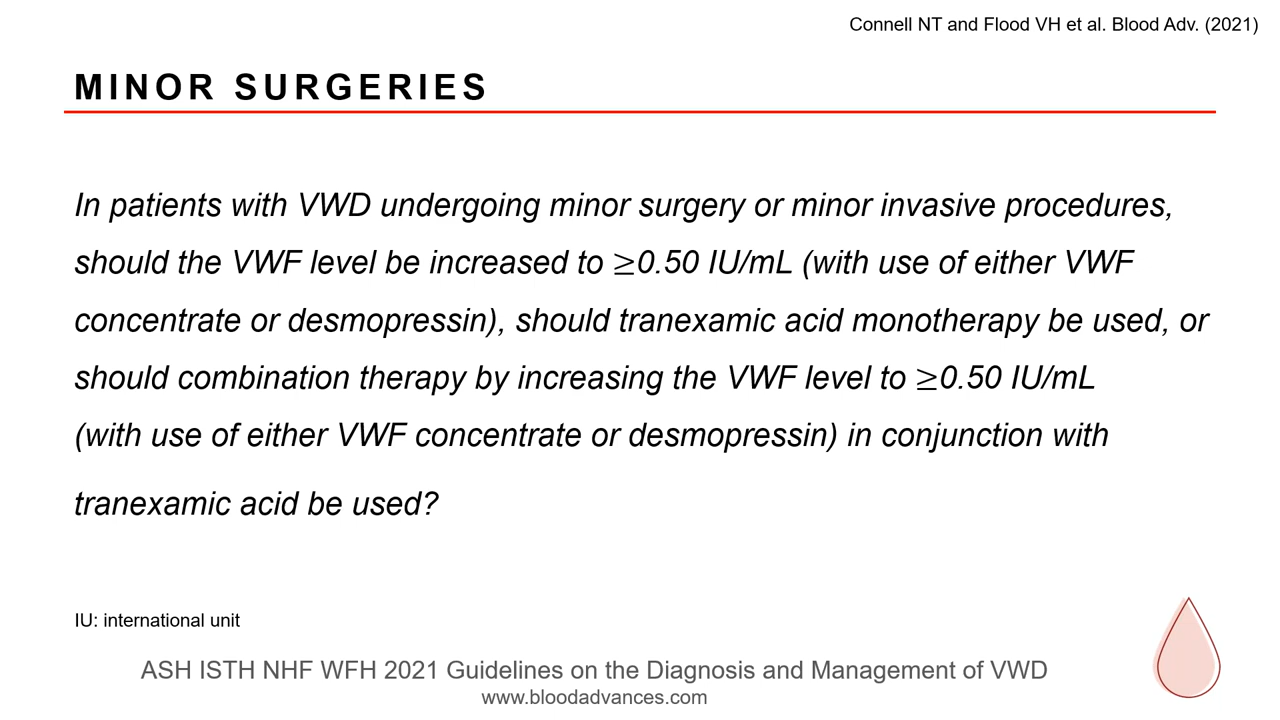 Connell NT and Flood VH et al. Blood Adv. (2021)
MINOR SURGERIES
In patients with VWD undergoing minor surgery or minor invasive procedures,
should the VWF level be increased to ≥0.50 IU/mL (with use of either VWF
concentrate or desmopressin), should tranexamic acid monotherapy be used, or
should combination therapy by increasing the VWF level to ≥0.50 IU/mL
(with use of either VWF concentrate or desmopressin) in conjunction with
tranexamic acid be used?
IU: international unit
ASH ISTH NHF WFH 2021 Guidelines on the Diagnosis and Management of VWD
www.bloodadvances.com